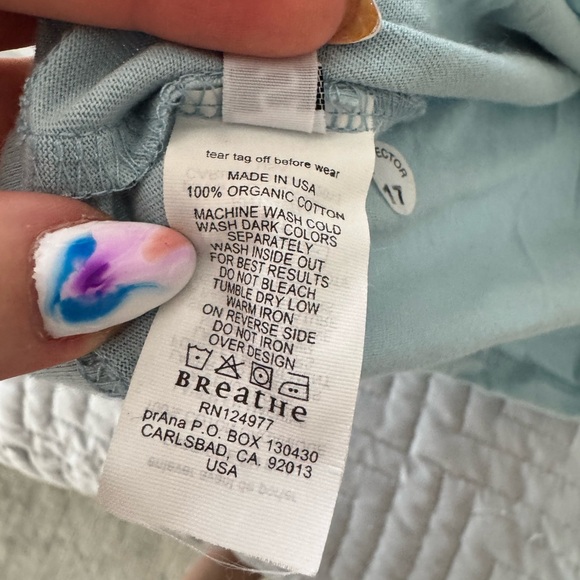 tear tag off before wear
MADE IN USA
100% ORGANIC COTTON
MACHINE WASH COLD
WASH DARK COLORS
SEPARATELY
WASH INSIDE OUT
FOR BEST RESULTS
DO NOT BLEACH
TUMBLE DRY LOW
WARM IRON
ON REVERSE SIDE
DO NOT IRON
OVER DESIGN
BReatHe
RN124977
prAna P.O. BOX 130430
CARLSBAD, CA. 92013
USA
17